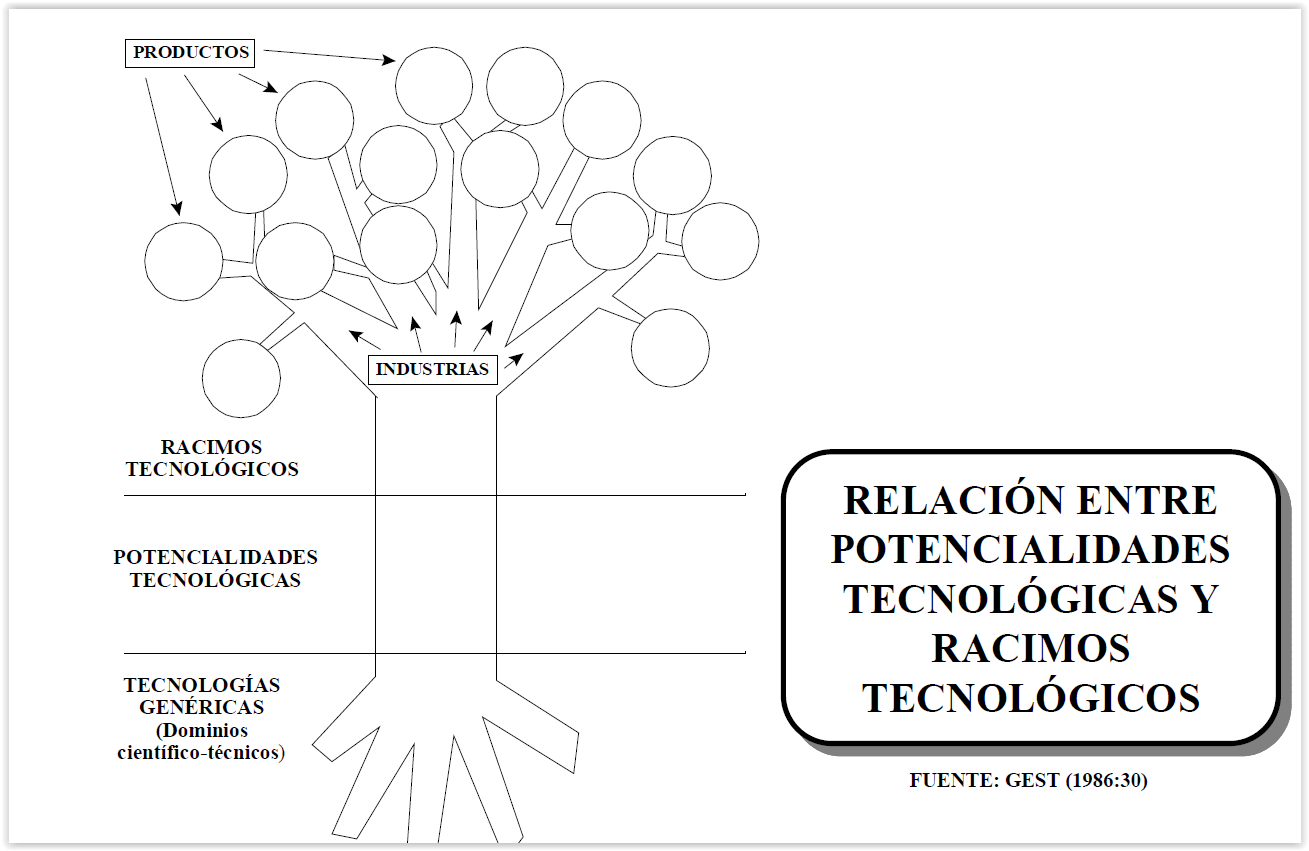 PRODUCTOS
INDUSTRIAS
RACIMOS
TECNOLÓGICOS
POTENCIALIDADES
TECNOLÓGICAS
TECNOLOGÍAS
GENÉRICAS
(Dominios
científico-técnicos)
RELACIÓN ENTRE
POTENCIALIDADES
TECNOLÓGICAS Y
RACIMOS
TECNOLÓGICOS
FUENTE: GEST (1986:30)